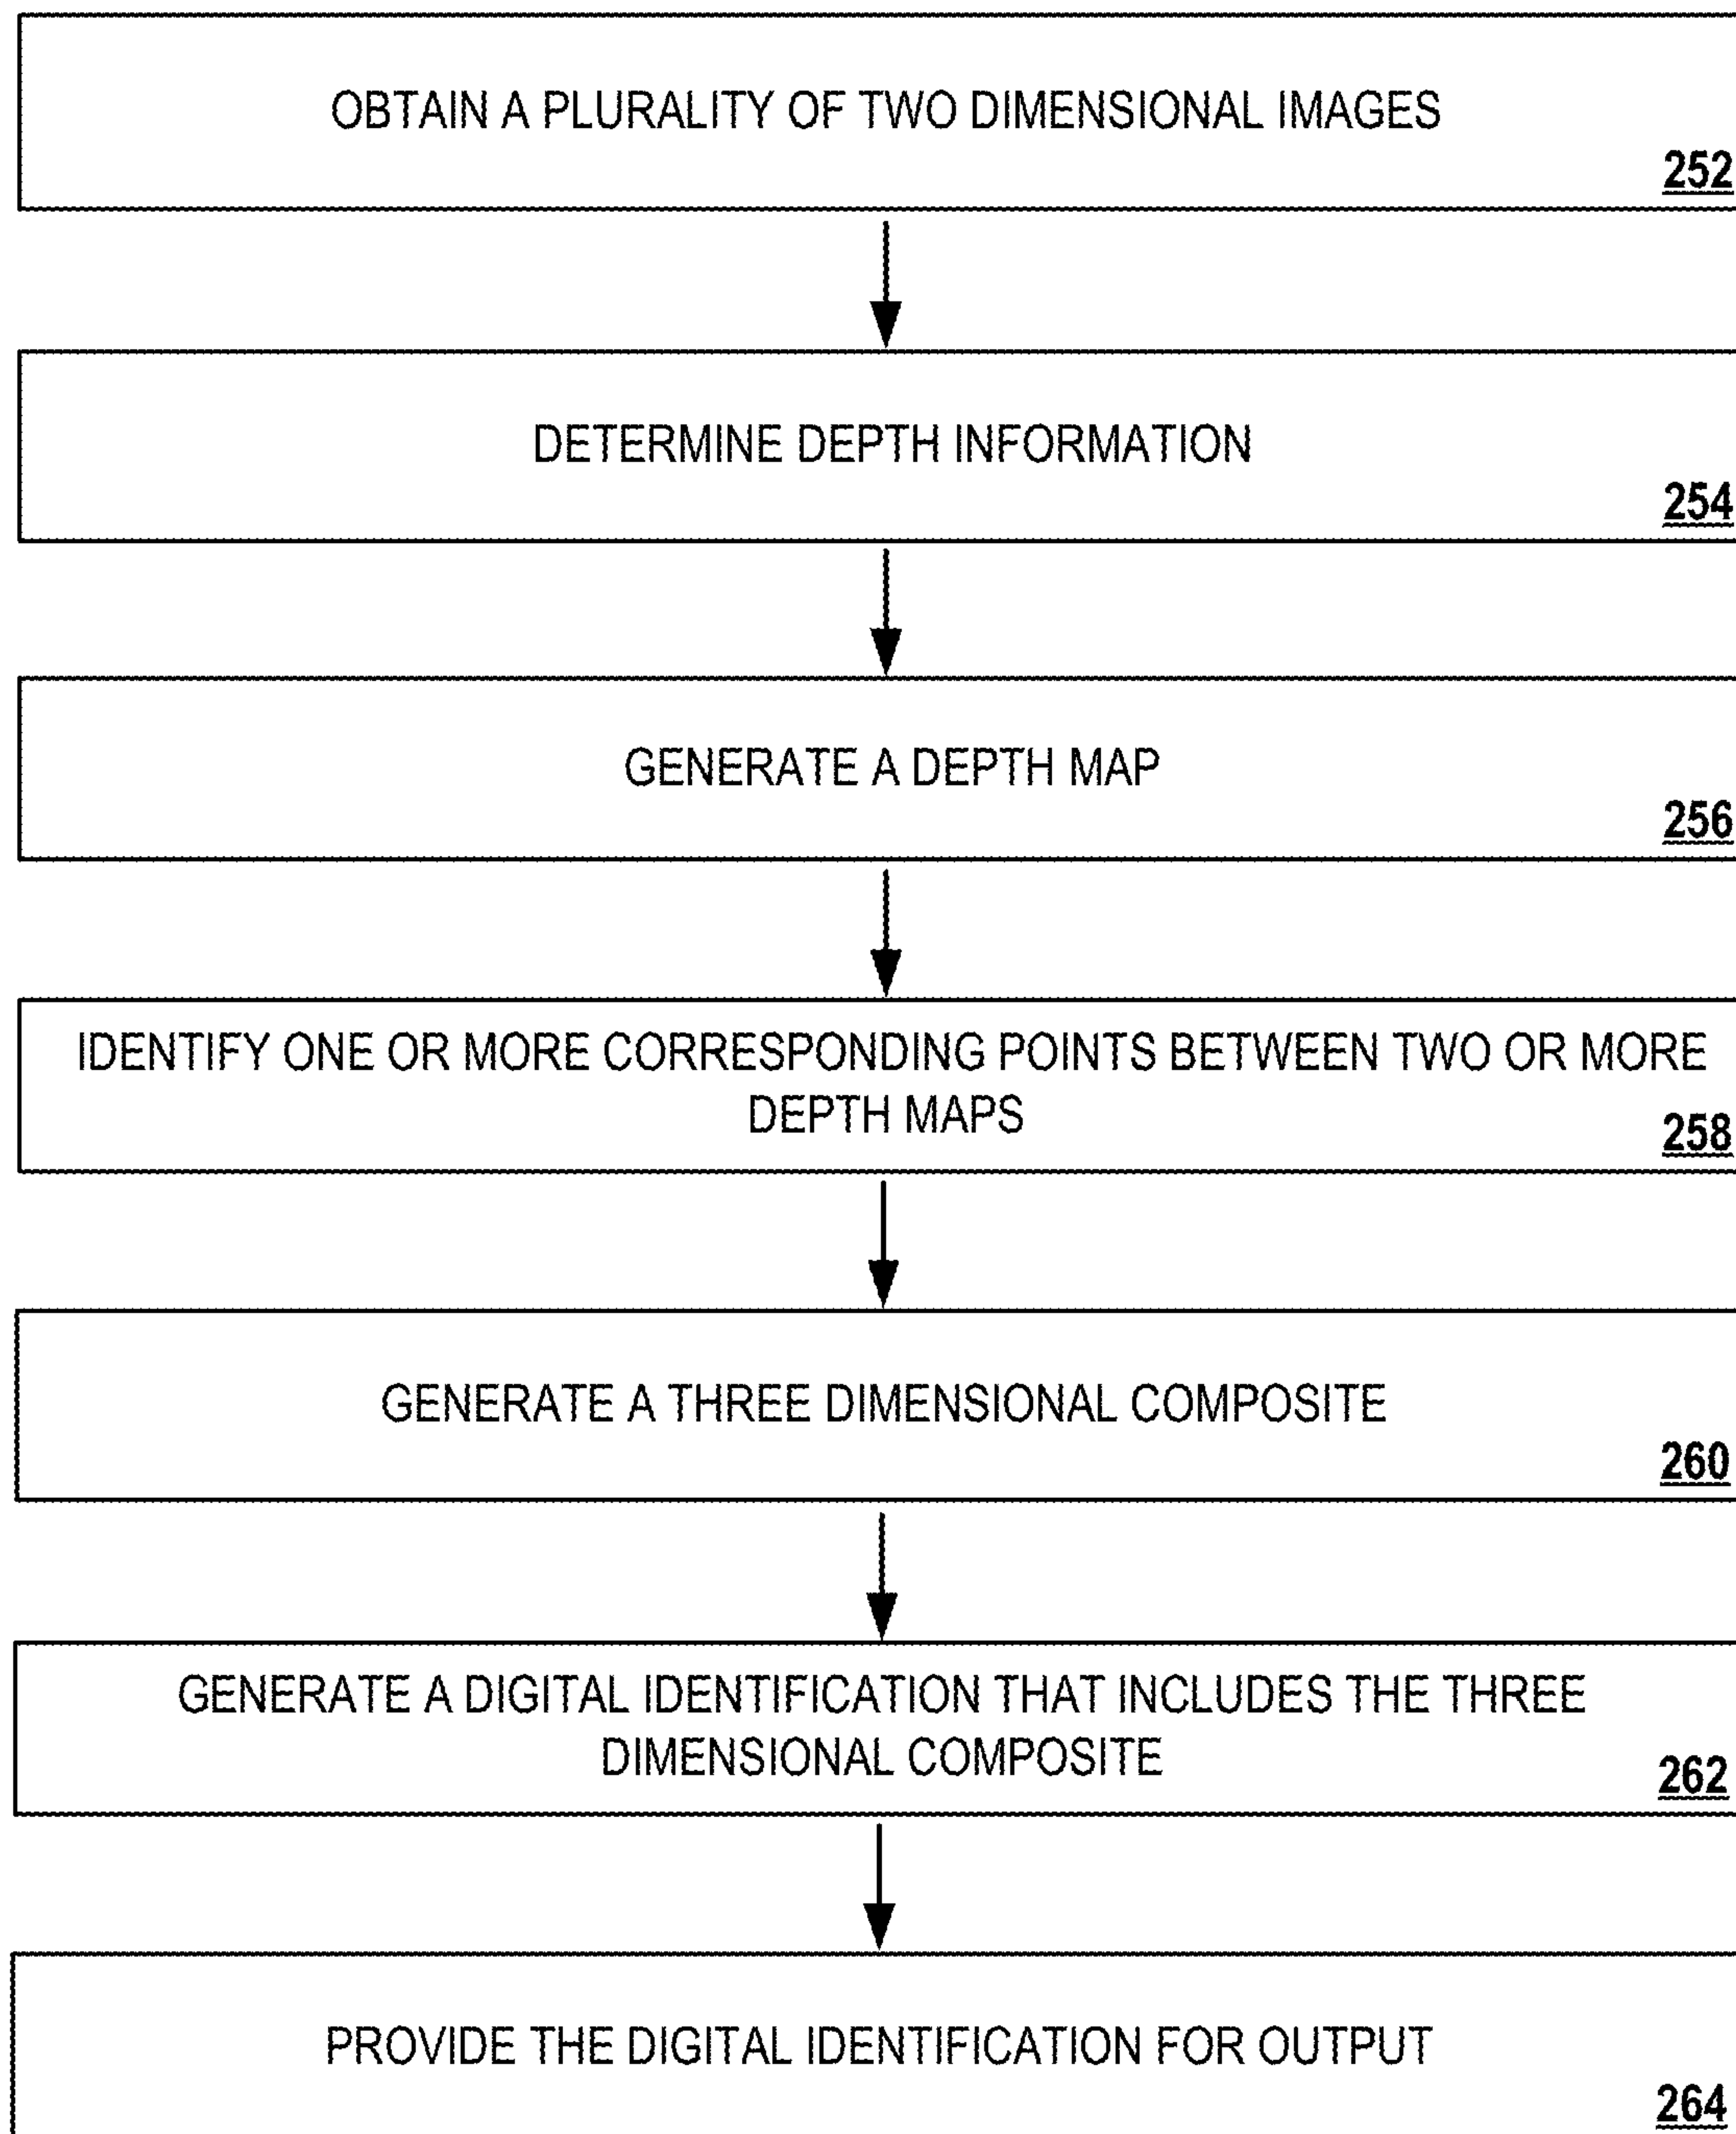 OBTAIN A PLURALITY OF TWO DIMENSIONAL IMAGES
252
DETERMINE DEPTH INFORMATION
254
GENERATE A DEPTH MAP
256
IDENTIFY ONE OR MORE CORRESPONDING POINTS BETWEEN TWO OR MORE
DEPTH MAPS
258
GENERATE A THREE DIMENSIONAL COMPOSITE
260
GENERATE A DIGITAL IDENTIFICATION THAT INCLUDES THE THREE
DIMENSIONAL COMPOSITE
262
PROVIDE THE DIGITAL IDENTIFICATION FOR OUTPUT
264